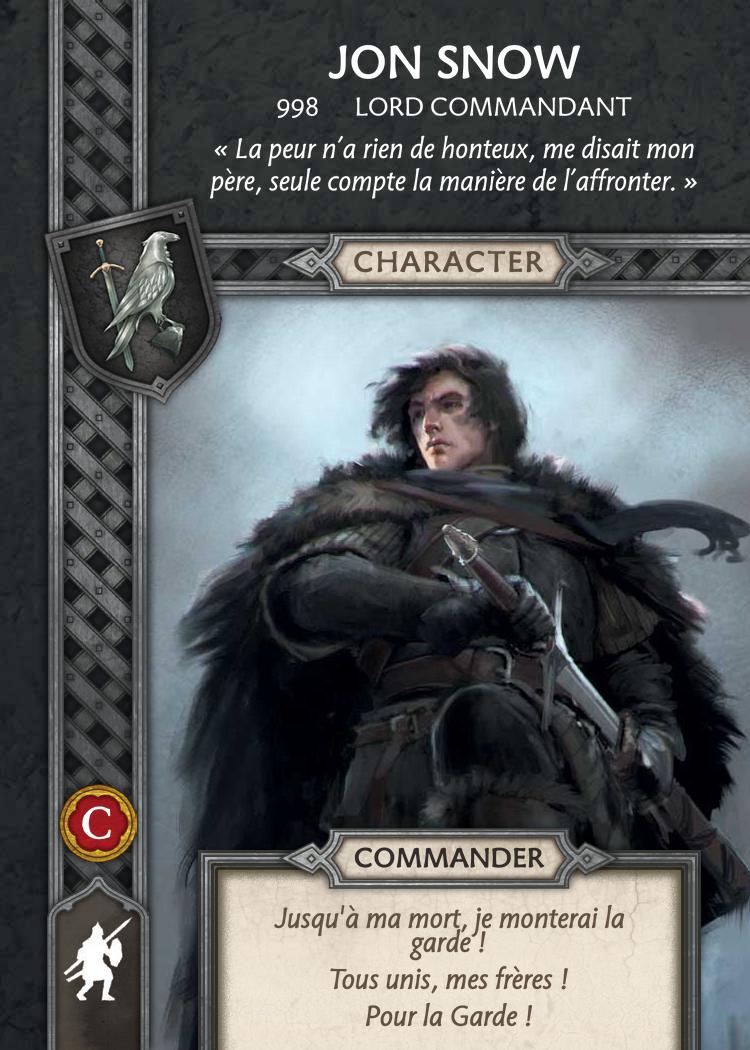 JON SNOW
998 LORD COMMANDANT
« La peur n'a rien de honteux, me disait mon
père, seule compte la manière de l'affronter. »
CHARACTER
C
COMMANDER
Jusqu'à ma mort, je monterai la
garde !
Tous unis, mes frères !
Pour la Garde !